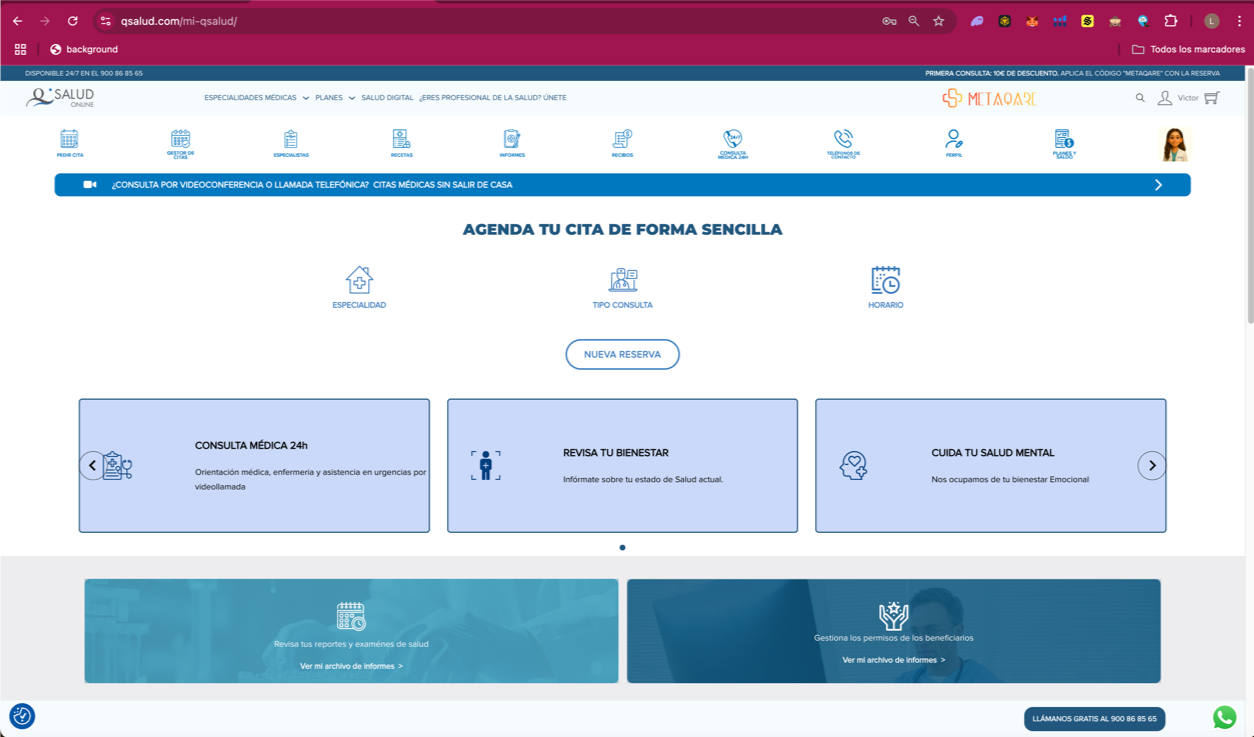 qsalud.com/mi-qsalud/
L
background
Todos los marcadores
DISPONIBLE 24/7 EN EL 900 86 85 65
PRIMERA CONSULTA: 10€ DE DESCUENTO. APLICA EL CÓDIGO "METAQARE" CON LA RESERVA
QSALUD
ONLINE
ESPECIALIDADES MÉDICAS
PLANES
SALUD DIGITAL
¿ERES PROFESIONAL DE LA SALUD? ÚNETE
METAQARE
Victor
PEDIR CITA
GESTOR DE
CITAS
ESPECIALISTAS
RECETAS
INFORMES
RECIBOS
24/7
CONSULTA
MEDICA 24H
TELÉFONOS DE
CONTACTO
PERFIL
PLANES Y
SALDO
¿CONSULTA POR VIDEOCONFERENCIA O LLAMADA TELEFÓNICA? CITAS MÉDICAS SIN SALIR DE CASA
AGENDA TU CITA DE FORMA SENCILLA
ESPECIALIDAD
TIPO CONSULTA
HORARIO
NUEVA RESERVA
CONSULTA MÉDICA 24h
Orientación médica, enfermeria y asistencia en urgencias por
videollamada
REVISA TU BIENESTAR
Infórmate sobre tu estado de Salud actual.
CUIDA TU SALUD MENTAL
Nos ocupamos de tu bienestar Emocional
Revisa tus reportes y examénes de salud
Ver mi archivo de informes >
Gestiona los permisos de los beneficiarios
Ver mi archivo de informes >
LLÁMANOS GRATIS AL 900 86 85 65